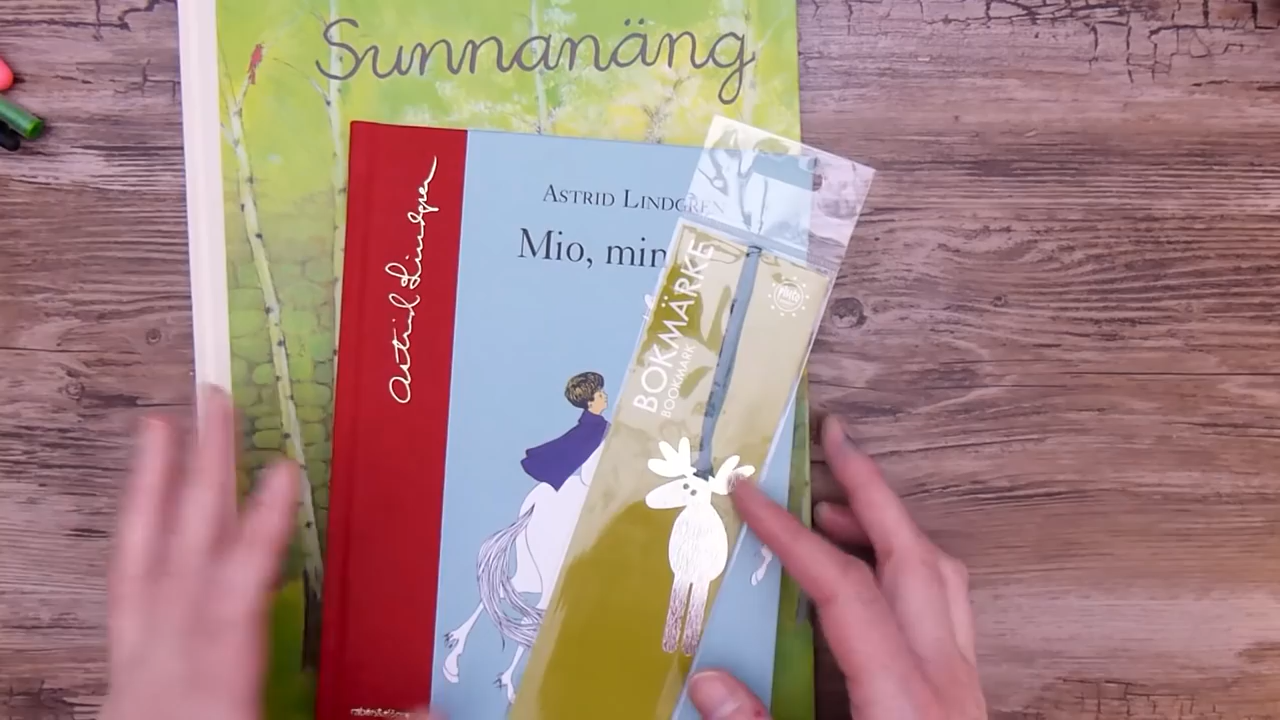 Sunnanäng
Astrid Lindgren
ASTRID LINDGREN
Mio, min
BOKMÄRKE
BOOKMARK